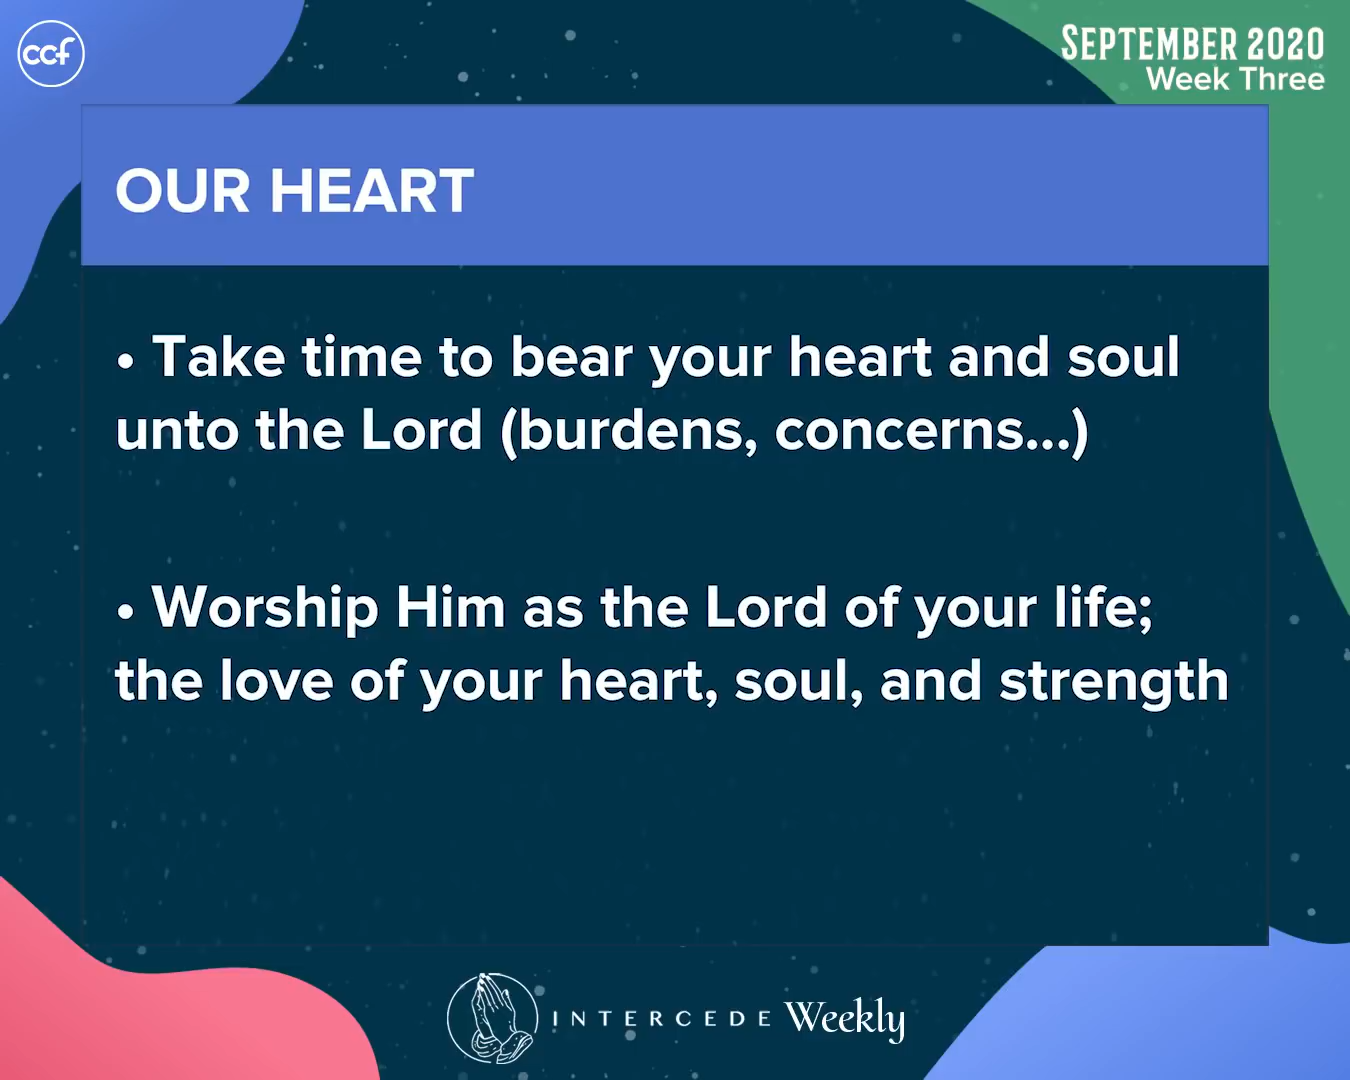 ccf
SEPTEMBER 2020
Week Three
OUR HEART
• Take time to bear your heart and soul
unto the Lord (burdens, concerns...)
• Worship Him as the Lord of your life;
the love of your heart, soul, and strength
INTERCEDE Weekly